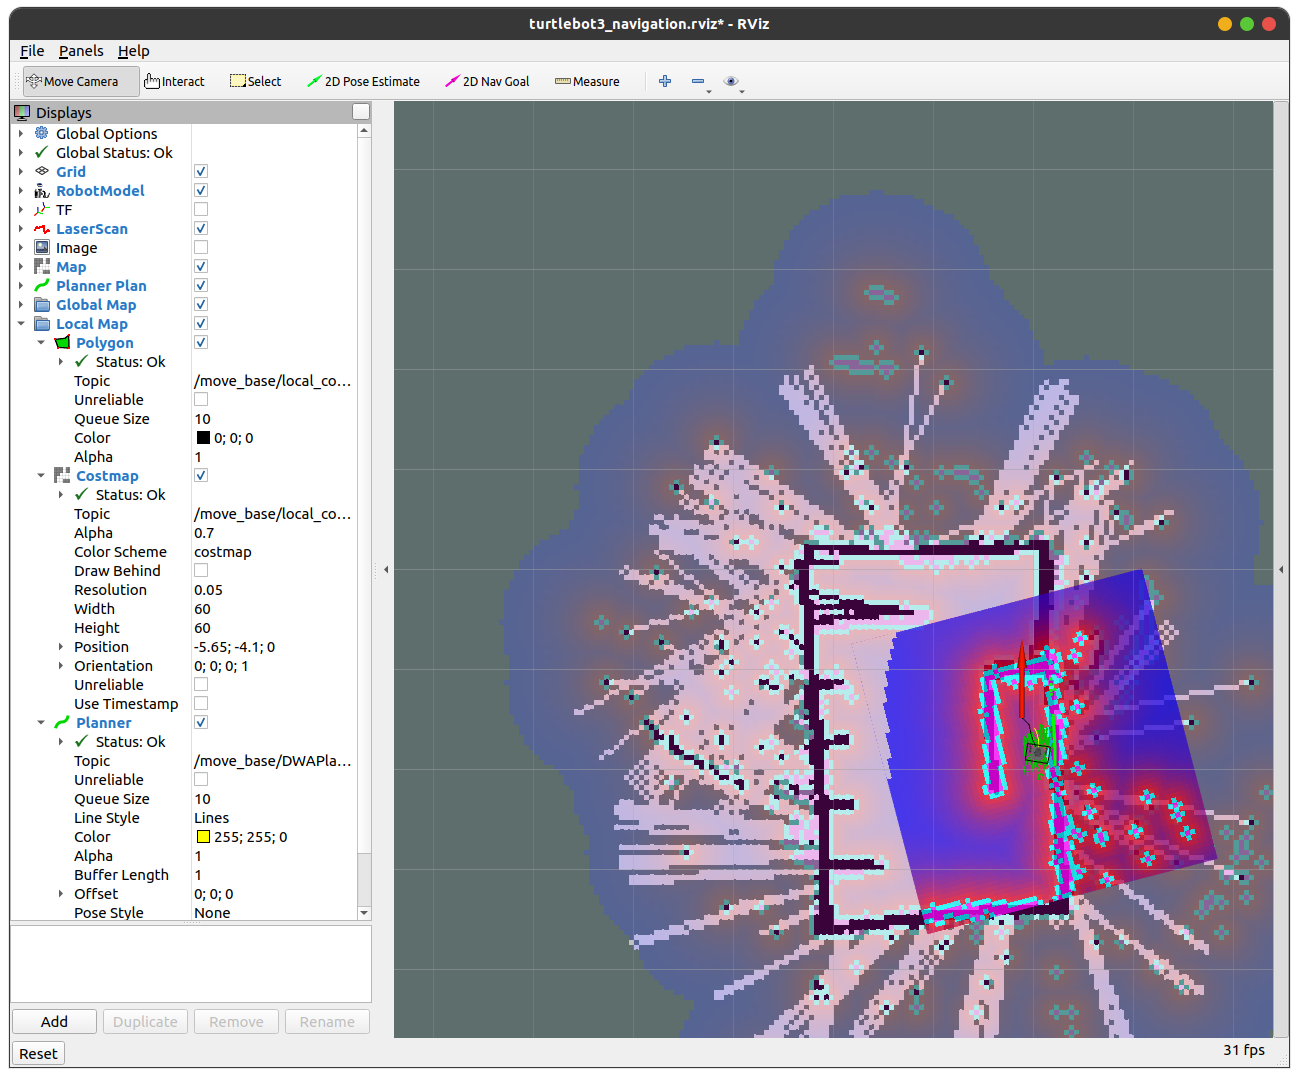 turtlebot3_navigation.rviz* - RViz
File Panels Help
Move Camera Interact Select 2D Pose Estimate 2D Nav Goal Measure
Displays
Global Options
Global Status: Ok
Grid
RobotModel
TF
LaserScan
Image
Map
Planner Plan
Global Map
Local Map
Polygon
Status: Ok
Topic /move_base/local_co...
Unreliable
Queue Size 10
Color 0; 0; 0
Alpha 1
Costmap
Status: Ok
Topic /move_base/local_co...
Alpha 0.7
Color Scheme costmap
Draw Behind
Resolution 0.05
Width 60
Height 60
Position -5.65; -4.1; 0
Orientation 0; 0; 0; 1
Unreliable
Use Timestamp
Planner
Status: Ok
Topic /move_base/DWAPla...
Unreliable
Queue Size 10
Line Style Lines
Color 255; 255; 0
Alpha 1
Buffer Length 1
Offset 0; 0; 0
Pose Style None
Add Duplicate Remove Rename
Reset
31 fps